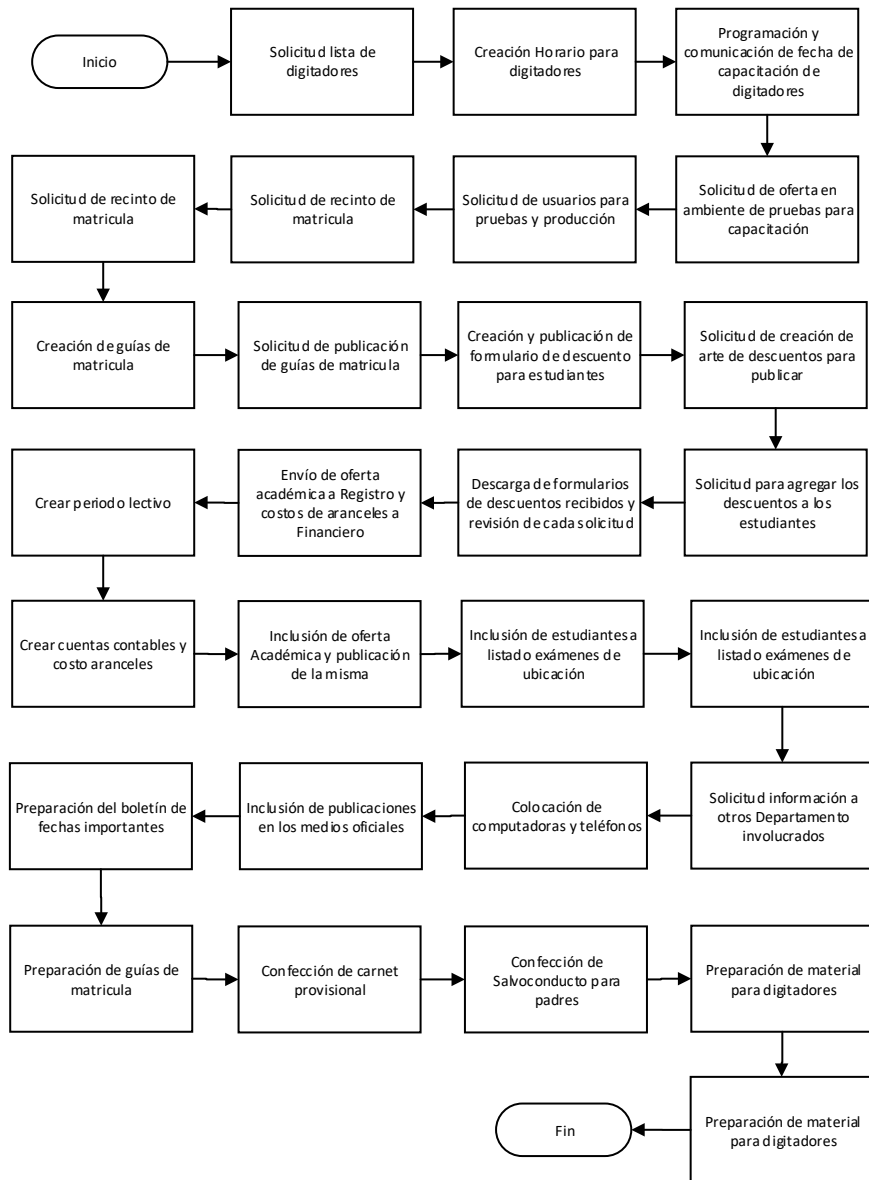 Inicio
Solicitud lista de
digitadores
Creación Horario para
digitadores
Programación y
comunicación de fecha de
capacitación de
digitadores
Solicitud de recinto de
matricula
Solicitud de recinto de
matricula
Solicitud de usuarios para
pruebas y producción
Solicitud de oferta en
ambiente de pruebas para
capacitación
Creación de guías de
matricula
Solicitud de publicación
de guías de matricula
Creación y publicación de
formulario de descuento
para estudiantes
Solicitud de creación de
arte de descuentos para
publicar
Crear periodo lectivo
Envío de oferta
académica a Registro y
costos de aranceles a
Financiero
Descarga de formularios
de descuentos recibidos y
revisión de cada solicitud
Solicitud para agregar los
descuentos a los
estudiantes
Crear cuentas contables y
costo aranceles
Inclusión de oferta
Académica y publicación
de la misma
Inclusión de estudiantes a
listado exámenes de
ubicación
Inclusión de estudiantes a
listado exámenes de
ubicación
Preparación del boletín de
fechas importantes
Inclusión de publicaciones
en los medios oficiales
Colocación de
computadoras y teléfonos
Solicitud información a
otros Departamento
involucrados
Preparación de guías de
matricula
Confección de carnet
provisional
Confección de
Salvoconducto para
padres
Preparación de material
para digitadores
Fin
Preparación de material
para digitadores